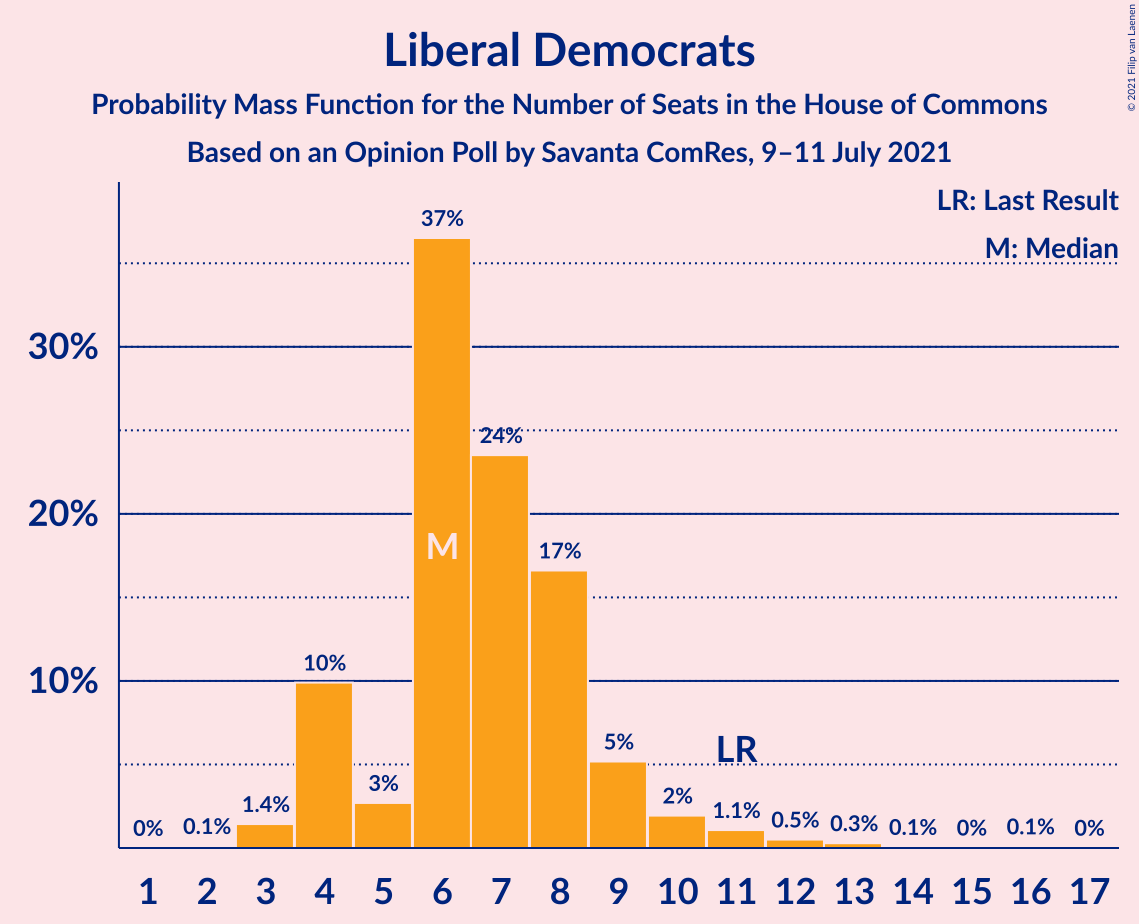 Liberal Democrats
Probability Mass Function for the Number of Seats in the House of Commons
Based on an Opinion Poll by Savanta ComRes, 9–11 July 2021
© 2021 Filip van Laenen
LR: Last Result
M: Median
37%
30%
24%
20%
M
17%
10%
10%
LR
5%
3%
2%
1.4%
1.1%
0% 0.1% 0.5% 0.3% 0.1% 0% 0.1% 0%
1 2 3 4 5 6 7 8 9 10 11 12 13 14 15 16 17